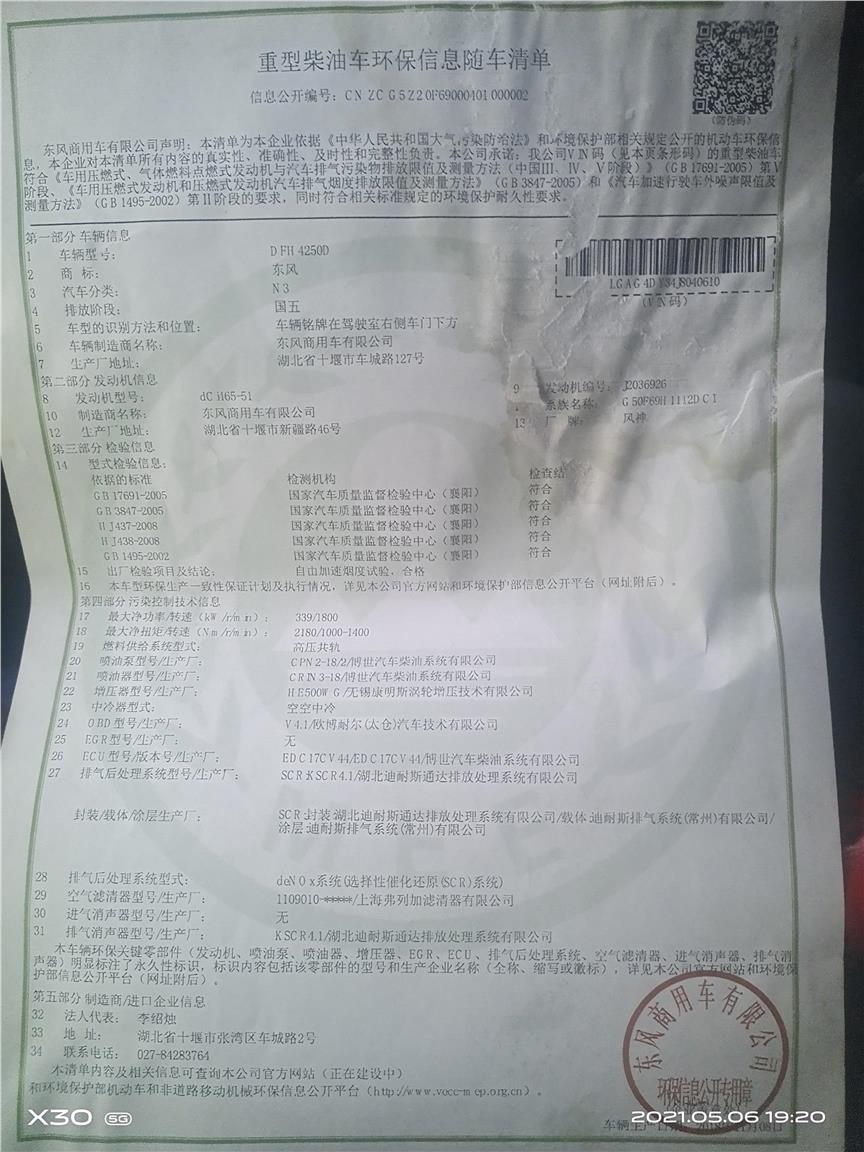 重型柴油车环保信息随车清单
信息公开编号：CN ZC G5 Z2 0F69000401 000002
(防伪码)
东风商用车有限公司声明：本清单为本企业依据《中华人民共和国大气污染防治法》和环境保护部相关规定公开的机动车环保信
息，本企业对本清单所有内容的真实性、准确性、及时性和完整性负责。本公司承诺：我公司VIN码（见本页条形码）的重型柴油车
符合《车用压燃式、气体燃料点燃式发动机与汽车排气污染物排放限值及测量方法（中国Ⅲ、Ⅳ、Ⅴ阶段）》（GB 17691-2005）第Ⅴ
阶段、《车用压燃式发动机和压燃式发动机汽车排气烟度排放限值及测量方法》（GB 3847-2005）和《汽车加速行驶车外噪声限值及
测量方法》（GB 1495-2002）第Ⅱ阶段的要求，同时符合相关标准规定的环境保护耐久性要求。
第一部分 车辆信息
1 车辆型号： DFH 4250D
2 商 标： 东风
3 汽车分类： N3
4 排放阶段： 国五
5 车型的识别方法和位置： 车辆铭牌在驾驶室右侧车门下方
6 车辆制造商名称： 东风商用车有限公司
7 生产厂地址： 湖北省十堰市车城路127号
(VIN码)
第二部分 发动机信息
8 发动机型号： dCi465-51 9 发动机编号： J2036926
10 制造商名称： 东风商用车有限公司 系族名称： G50F69H 1112DCI
12 生产厂地址： 湖北省十堰市新疆路46号 13 厂 牌： 风神
第三部分 检验信息
14 型式检验信息：
依据的标准 检测机构 检查结
GB 17691-2005 国家汽车质量监督检验中心（襄阳） 符合
GB 3847-2005 国家汽车质量监督检验中心（襄阳） 符合
HJ 437-2008 国家汽车质量监督检验中心（襄阳） 符合
HJ 438-2008 国家汽车质量监督检验中心（襄阳） 符合
GB 1495-2002 国家汽车质量监督检验中心（襄阳） 符合
15 出厂检验项目及结论： 自由加速烟度试验，合格
16 本车型环保生产一致性保证计划及执行情况，详见本公司官方网站和环境保护部信息公开平台（网址附后）。
第四部分 污染控制技术信息
17 最大净功率/转速（kW/r/min）： 339/1800
18 最大净扭矩/转速（Nm/r/min）： 2180/1000-1400
19 燃料供给系统型式： 高压共轨
20 喷油泵型号/生产厂： CPN 2-18/2/博世汽车柴油系统有限公司
21 喷油器型号/生产厂： CRIN 3-18/博世汽车柴油系统有限公司
22 增压器型号/生产厂： HE500WG/无锡康明斯涡轮增压技术有限公司
23 中冷器型式： 空空中冷
24 OBD型号/生产厂： V4.1/欧博耐尔(太仓)汽车技术有限公司
25 EGR型号/生产厂： 无
26 ECU型号/版本号/生产厂： EDC17CV44/EDC17CV44/博世汽车柴油系统有限公司
27 排气后处理系统型号/生产厂： SCR:KSCR4.1/湖北迪耐斯通达排放处理系统有限公司
封装/载体/涂层生产厂： SCR:封装:湖北迪耐斯通达排放处理系统有限公司/载体:迪耐斯排气系统(常州)有限公司/
涂层:迪耐斯排气系统(常州)有限公司
28 排气后处理系统型式： deNOx系统(选择性催化还原(SCR)系统)
29 空气滤清器型号/生产厂： 1109010-*****/上海弗列加滤清器有限公司
30 进气消声器型号/生产厂： 无
31 排气消声器型号/生产厂： KSCR4.1/湖北迪耐斯通达排放处理系统有限公司
本车辆环保关键零部件（发动机、喷油泵、喷油器、增压器、EGR、ECU、排气后处理系统、空气滤清器、进气消声器、排气消
声器）明显标注了永久性标识，标识内容包括该零部件的型号和生产企业名称（全称、缩写或徽标），详见本公司官方网站和环境保
护部信息公开平台（网址附后）。
第五部分 制造商/进口企业信息
32 法人代表： 李绍烛
33 地 址： 湖北省十堰市张湾区车城路2号
34 联系电话： 027-84283764
本清单内容及相关信息可查询本公司官方网站（正在建设中）
和环境保护部机动车和非道路移动机械环保信息公开平台（http://www.vecc-mep.org.cn）。
东风商用车有限公司
环保信息公开专用章
车辆生产日期：
X30 5G
2021.05.06 19:20